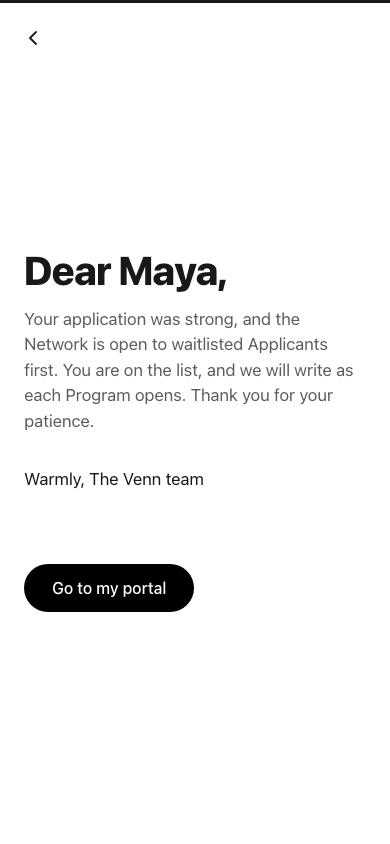 Dear Maya,
Your application was strong, and the
Network is open to waitlisted Applicants
first. You are on the list, and we will write as
each Program opens. Thank you for your
patience.
Warmly, The Venn team
Go to my portal